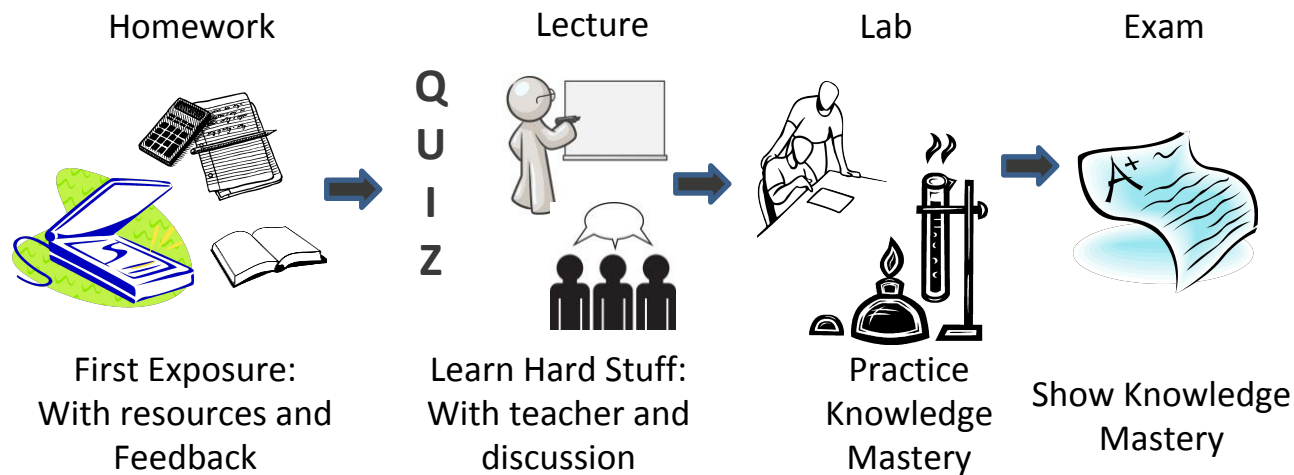 Homework
First Exposure:
With resources and
Feedback
Q
U
I
Z
Lecture
Learn Hard Stuff:
With teacher and
discussion
Lab
Practice
Knowledge
Mastery
Exam
A+
Show Knowledge
Mastery